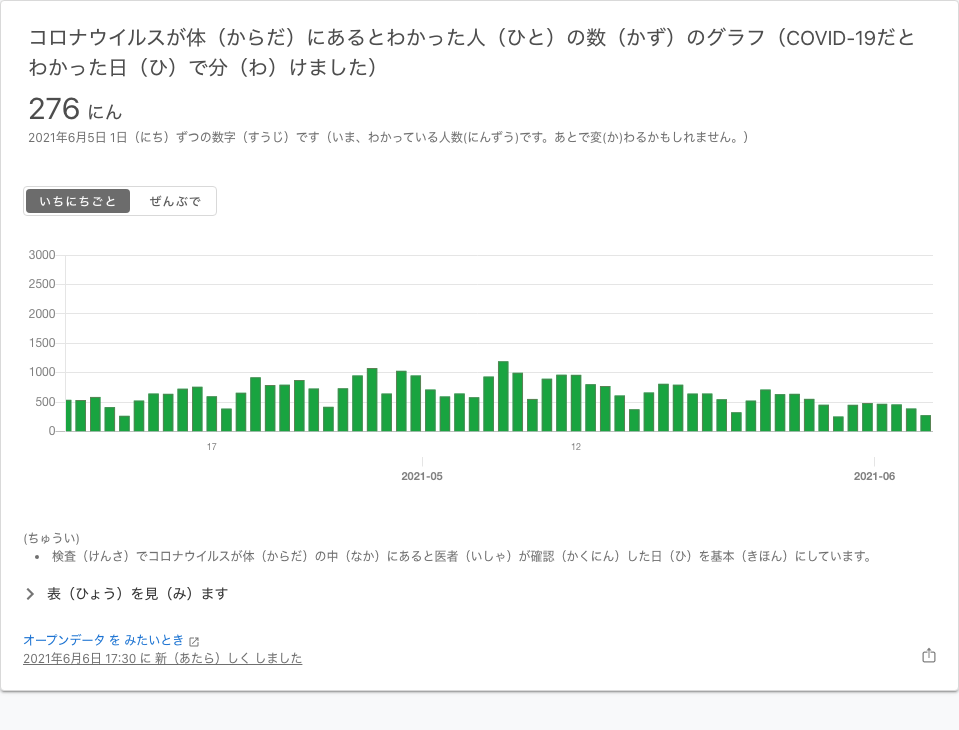 コロナウイルスが体（からだ）にあるとわかった人（ひと）の数（かず）のグラフ（COVID-19だと
わかった日（ひ）で分（わ）けました）
276 にん
2021年6月5日 1日（にち）ずつの数字（すうじ）です（いま、わかっている人数(にんずう)です。あとで変(か)わるかもしれません。）
いちにちごと ぜんぶで
3000
2500
2000
1500
1000
500
0
17 12
2021-05 2021-06
(ちゅうい)
• 検査（けんさ）でコロナウイルスが体（からだ）の中（なか）にあると医者（いしゃ）が確認（かくにん）した日（ひ）を基本（きほん）にしています。
表（ひょう）を見（み）ます
オープンデータ を みたいとき
2021年6月6日 17:30 に 新（あたら）しく しました